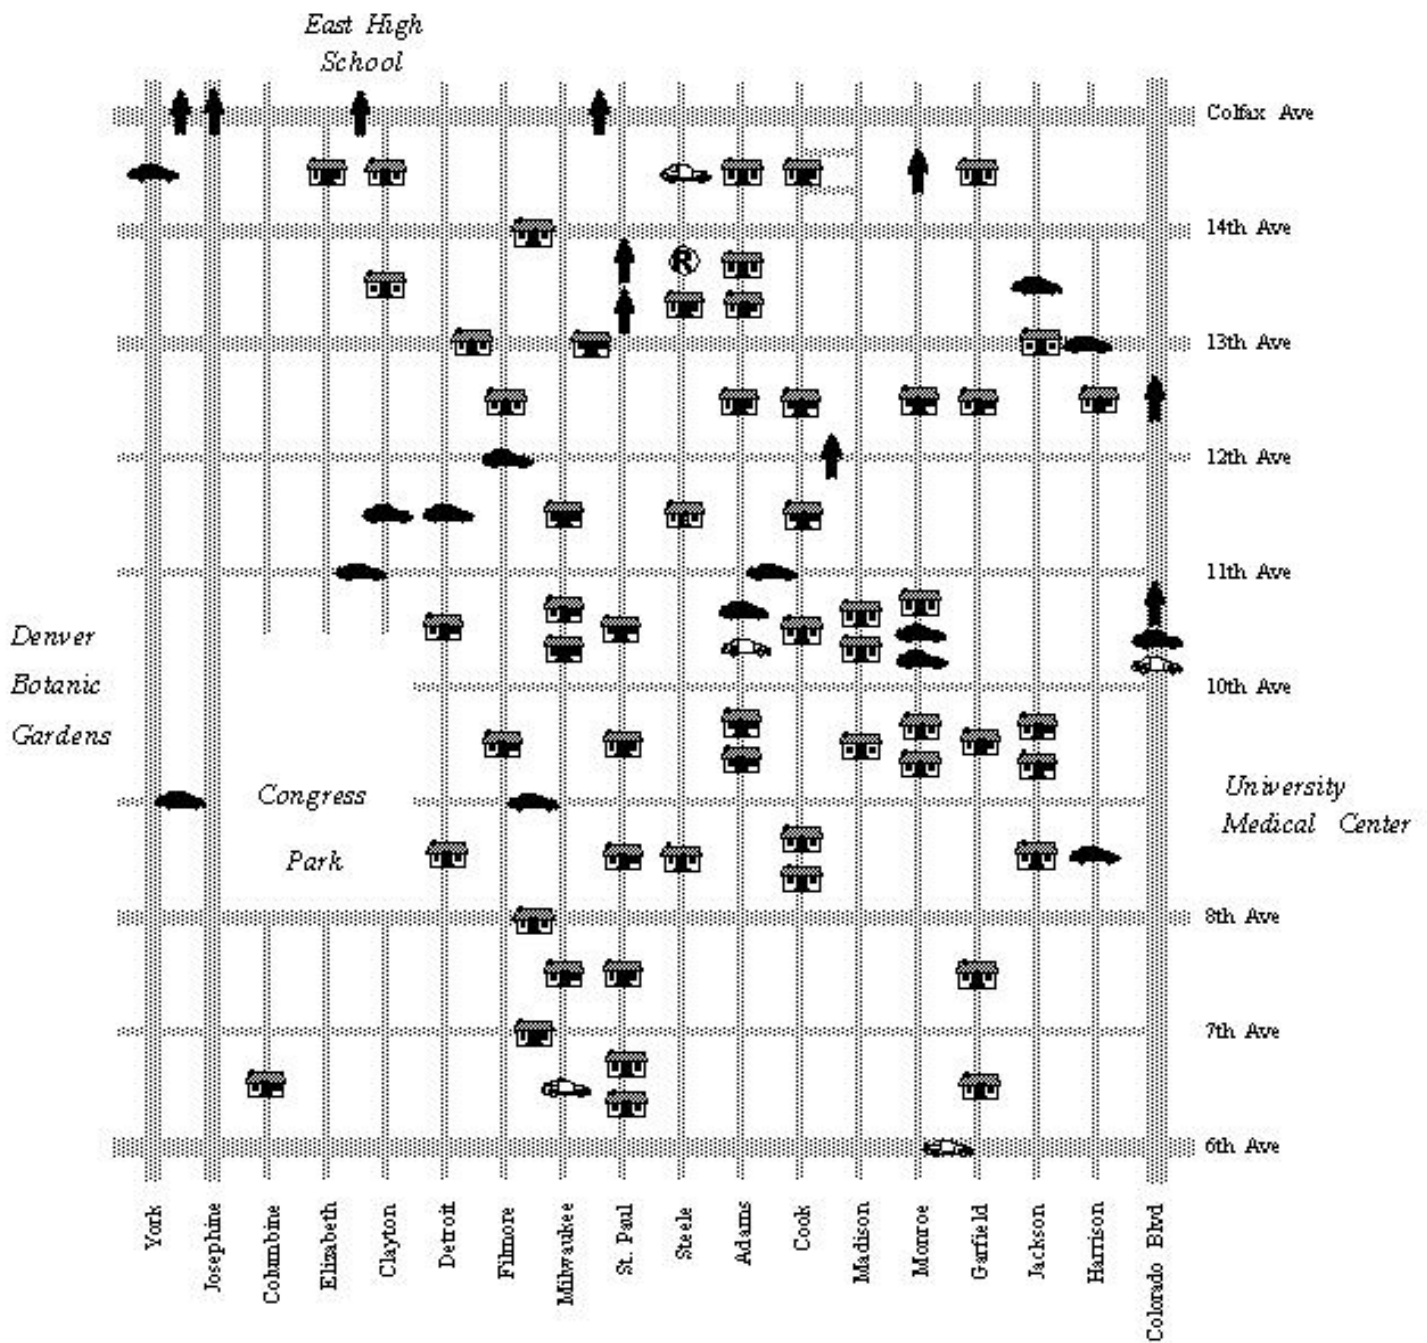 East High
School
Colfax Ave
14th Ave
R
13th Ave
12th Ave
11th Ave
Denver
Botanic
Gardens
10th Ave
Congress
Park
University
Medical Center
8th Ave
7th Ave
6th Ave
York
Josephine
Columbine
Elizabeth
Clayton
Detroit
Fillmore
Milwaukee
St. Paul
Steele
Adams
Cook
Madison
Monroe
Garfield
Jackson
Harrison
Colorado Blvd